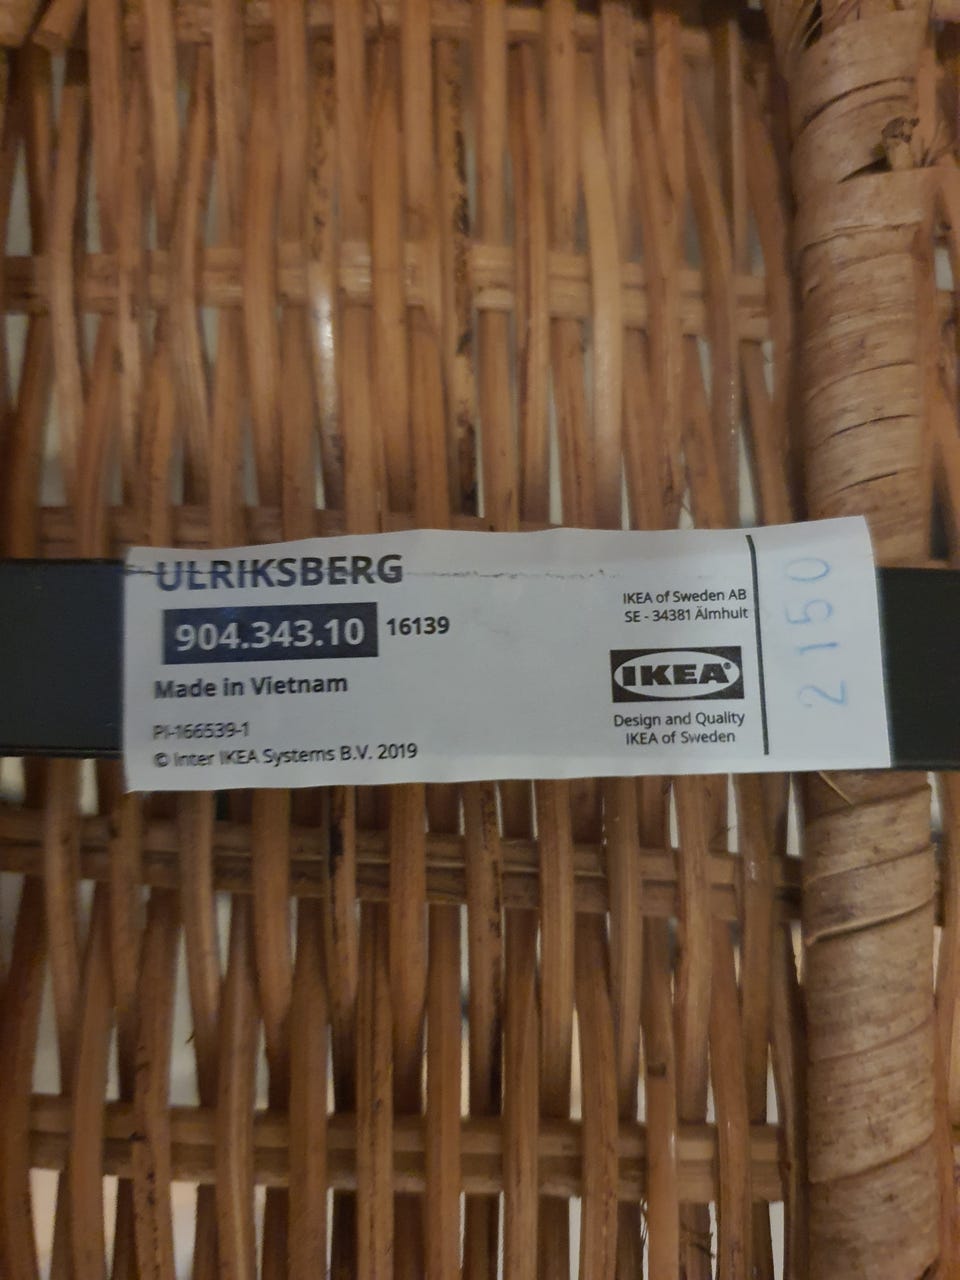 ULRIKSBERG
904.343.10 16139
Made in Vietnam
PI-166539-1
© Inter IKEA Systems B.V. 2019
IKEA of Sweden AB
SE - 34381 Älmhult
IKEA®
Design and Quality
IKEA of Sweden
2150